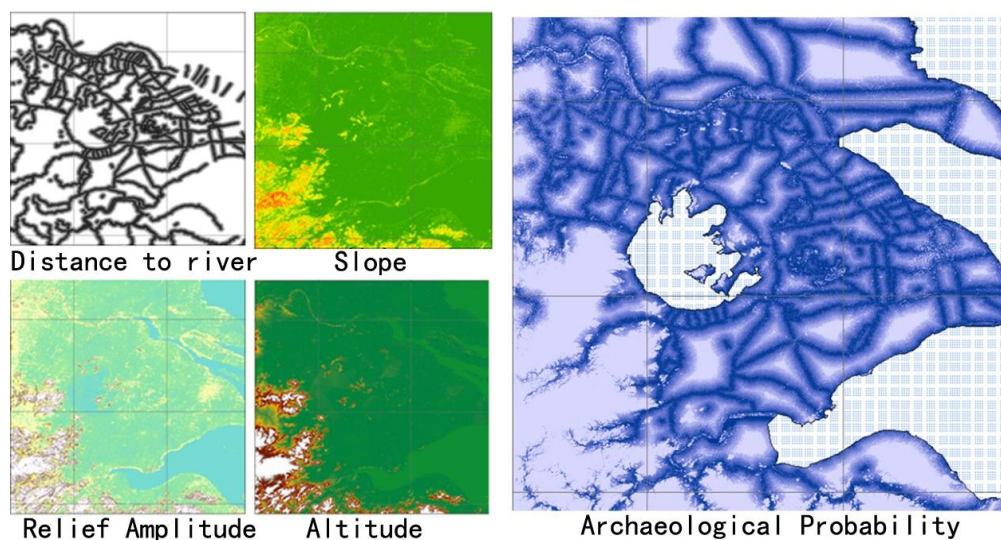 Distance to river
Slope
Relief Amplitude
Altitude
Archaeological Probability